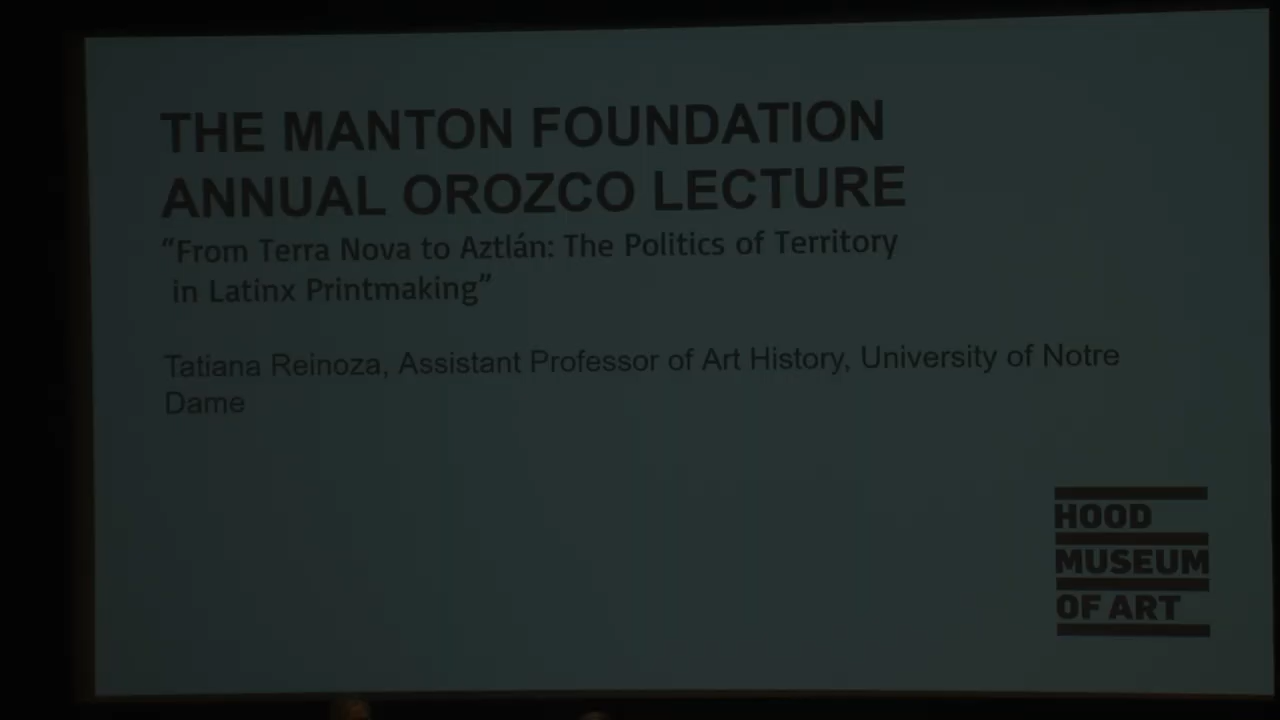 THE MANTON FOUNDATION
ANNUAL OROZCO LECTURE
“From Terra Nova to Aztlán: The Politics of Territory
in Latinx Printmaking”
Tatiana Reinoza, Assistant Professor of Art History, University of Notre
Dame
HOOD
MUSEUM
OF ART